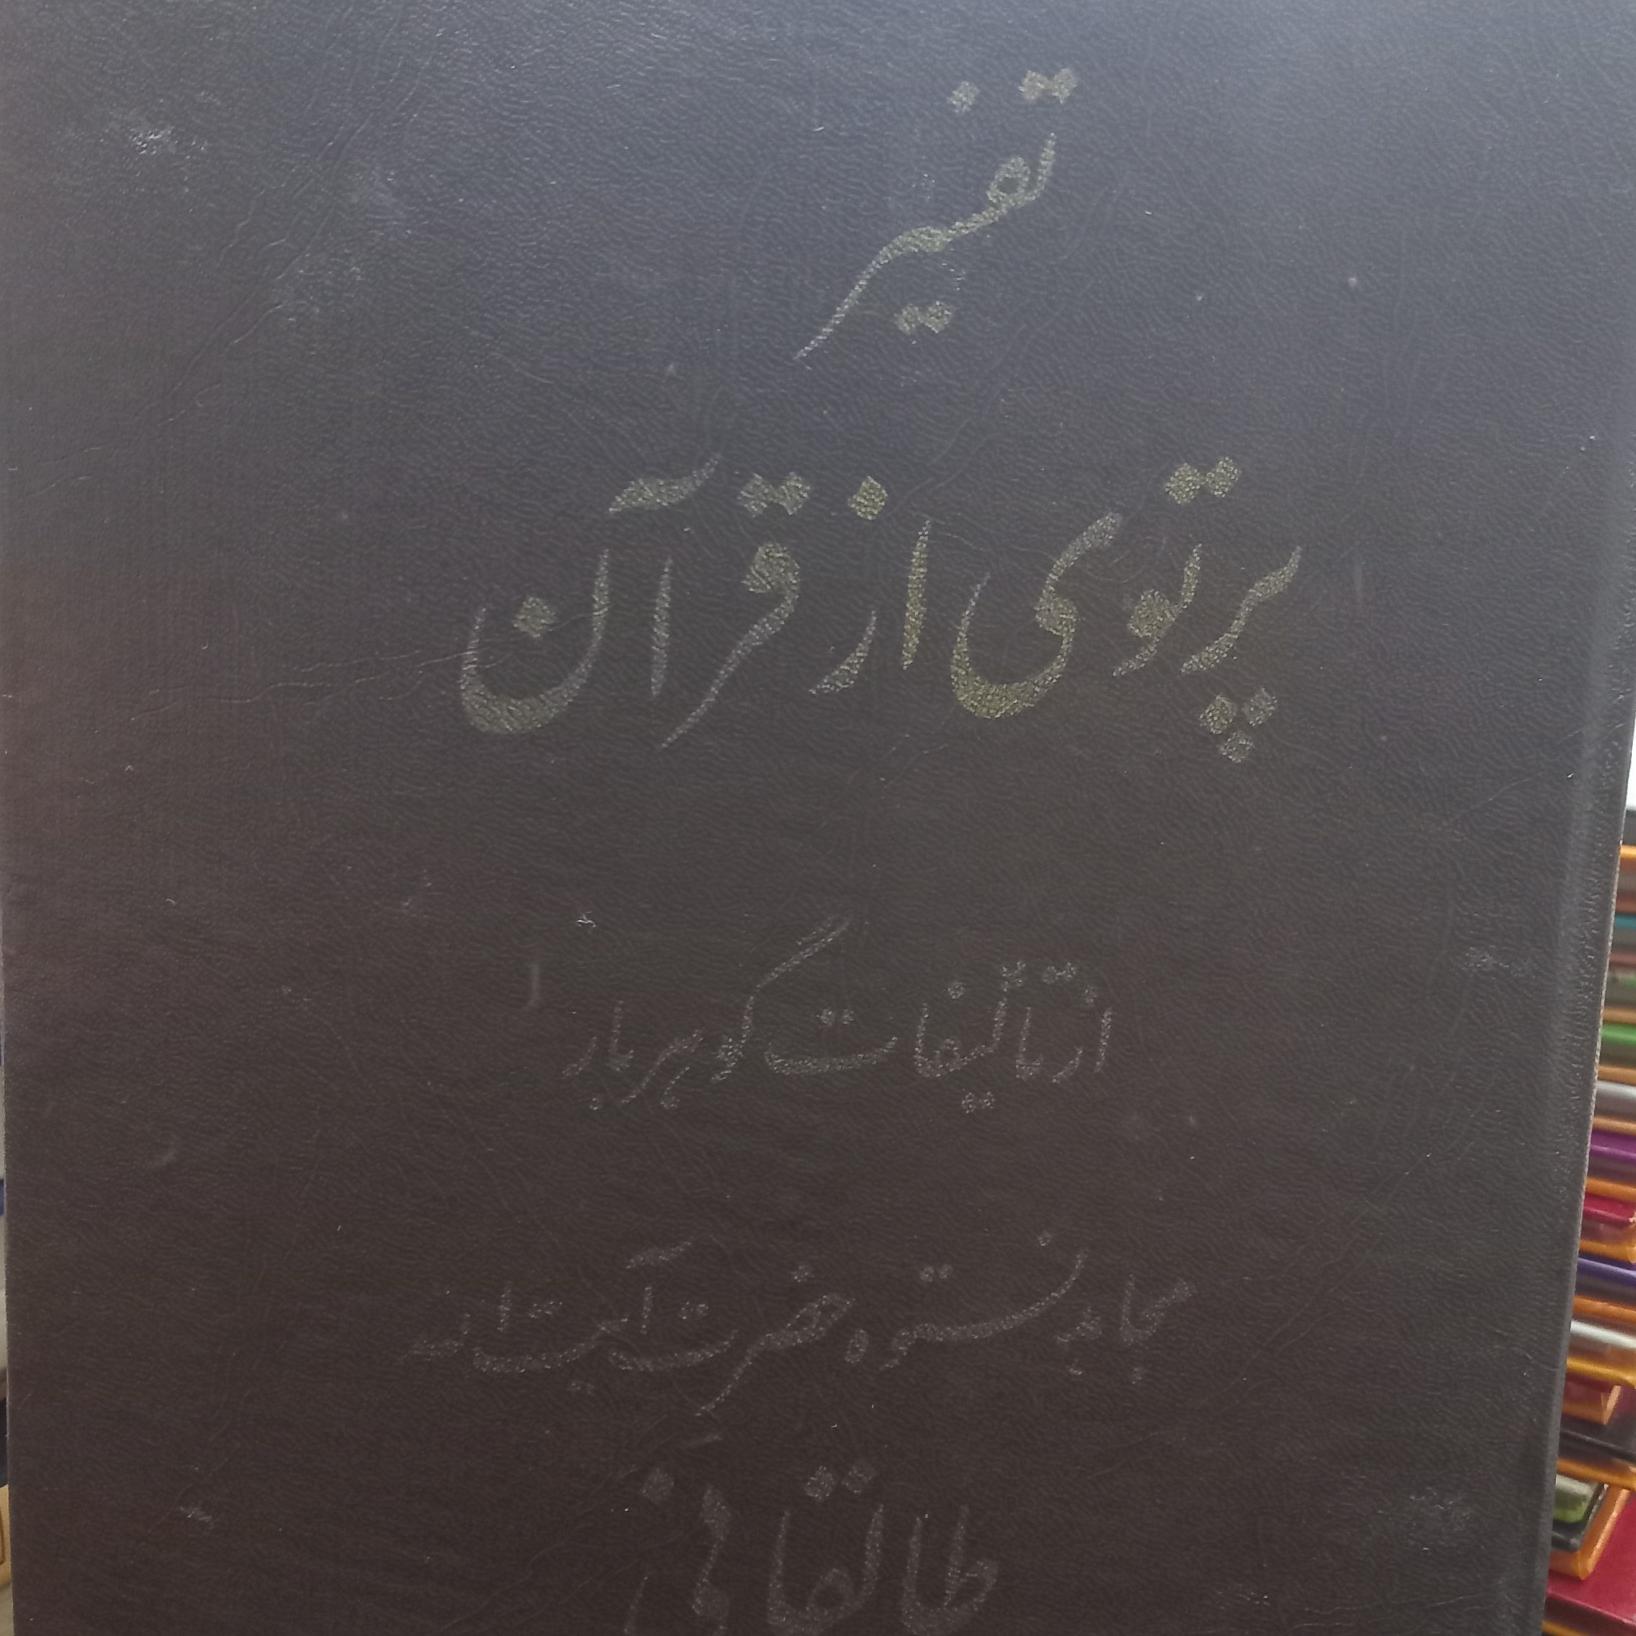 تفسیر
پرتوی از قرآن
از تألیفات گوهربار
مجاهد نستوه حضرت آیت الله
طالقانی